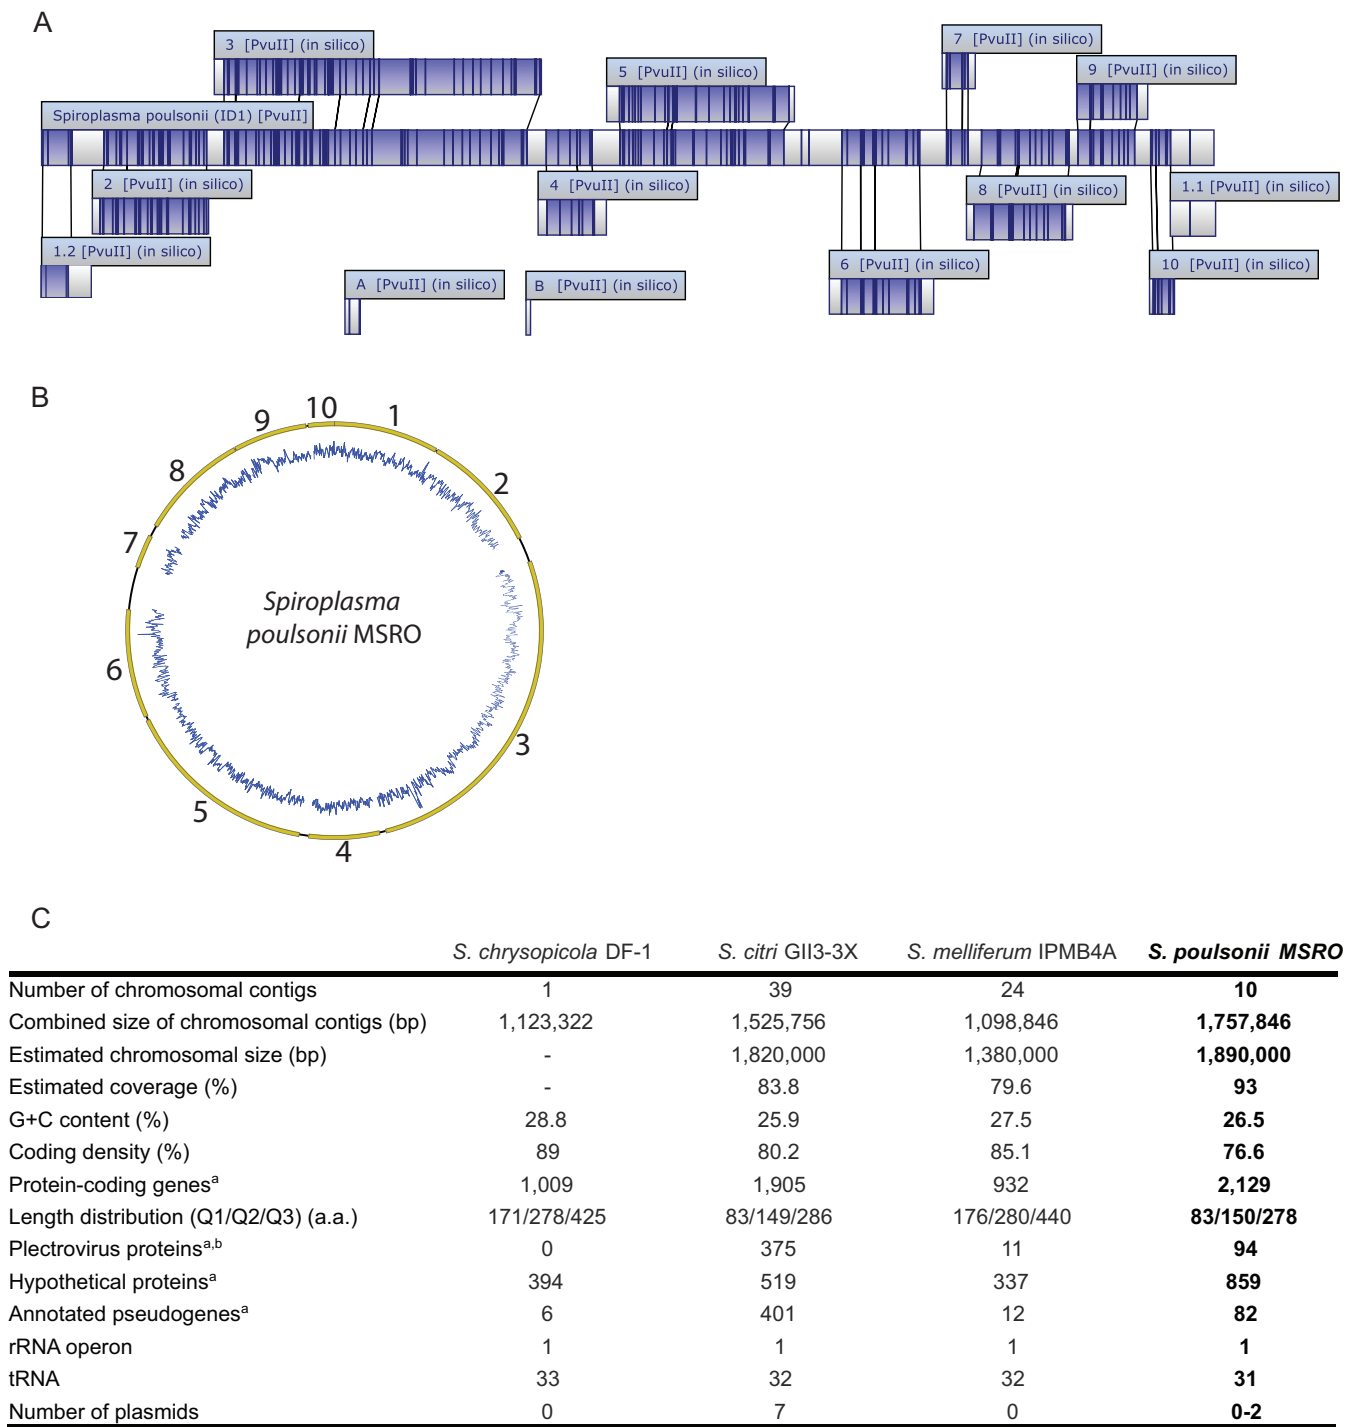 A
7 [PvuII] (in silico)
3 [PvuII] (in silico)
5 [PvuII] (in silico)
9 [PvuII] (in silico)
Spiroplasma poulsonii (ID1) [PvuII]
2 [PvuII] (in silico)
4 [PvuII] (in silico)
8 [PvuII] (in silico)
1.1 [PvuII] (in silico)
1.2 [PvuII] (in silico)
A [PvuII] (in silico)
B [PvuII] (in silico)
6 [PvuII] (in silico)
10 [PvuII] (in silico)
B
10
1
9
2
8
7
Spiroplasma
poulsonii MSRO
6
3
5
4
C
S. chrysopicola DF-1 S. citri GII3-3X S. melliferum IPMB4A S. poulsonii MSRO
Number of chromosomal contigs 1 39 24 10
Combined size of chromosomal contigs (bp) 1,123,322 1,525,756 1,098,846 1,757,846
Estimated chromosomal size (bp) - 1,820,000 1,380,000 1,890,000
Estimated coverage (%) - 83.8 79.6 93
G+C content (%) 28.8 25.9 27.5 26.5
Coding density (%) 89 80.2 85.1 76.6
Protein-coding genesa 1,009 1,905 932 2,129
Length distribution (Q1/Q2/Q3) (a.a.) 171/278/425 83/149/286 176/280/440 83/150/278
Plectrovirus proteinsa,b 0 375 11 94
Hypothetical proteinsa 394 519 337 859
Annotated pseudogenesa 6 401 12 82
rRNA operon 1 1 1 1
tRNA 33 32 32 31
Number of plasmids 0 7 0 0-2